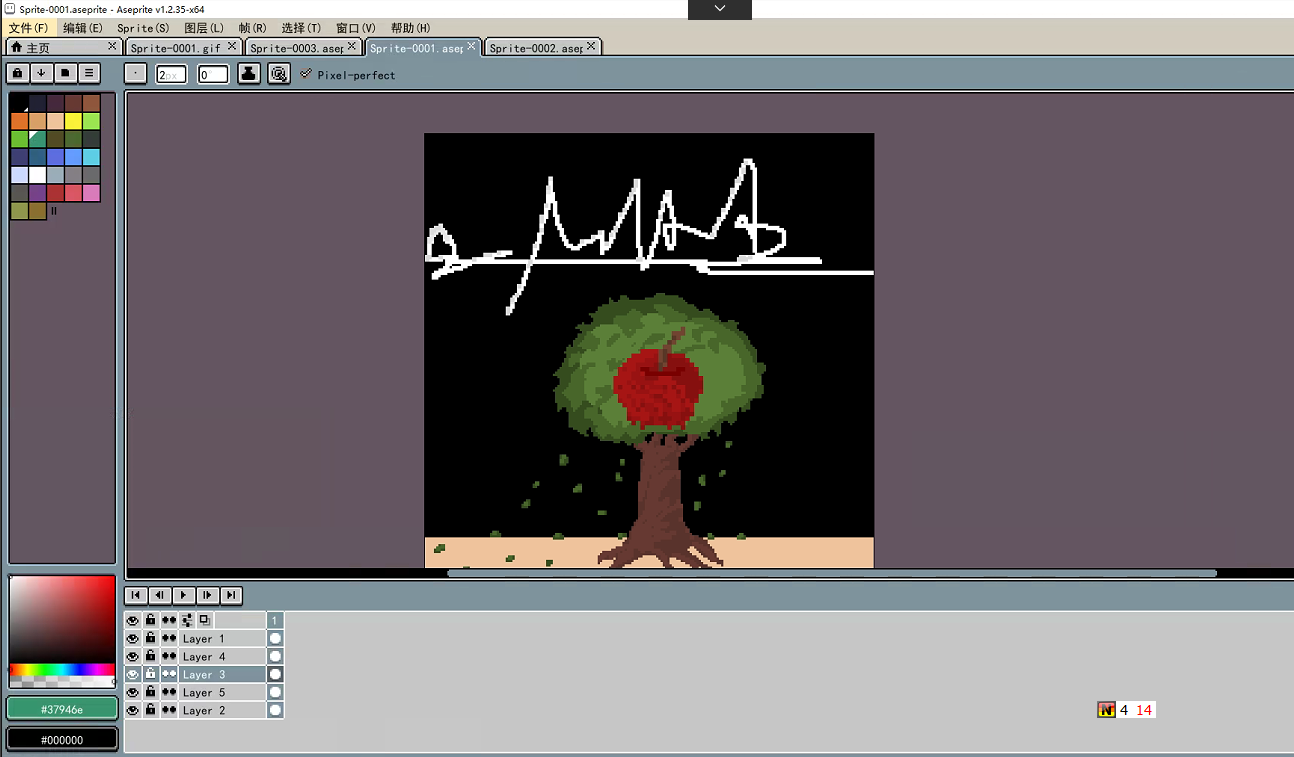 Sprite-0001.aseprite - Aseprite v1.2.35-x64
文件(F) 编辑(E) Sprite(S) 图层(L) 帧(R) 选择(T) 窗口(V) 帮助(H)
主页 Sprite-0001.gif Sprite-0003.asep Sprite-0001.asep Sprite-0002.asep
2px 0° Pixel-perfect
1
Layer 1
Layer 4
Layer 3
Layer 5
Layer 2
N 4 14
#37946e
#000000